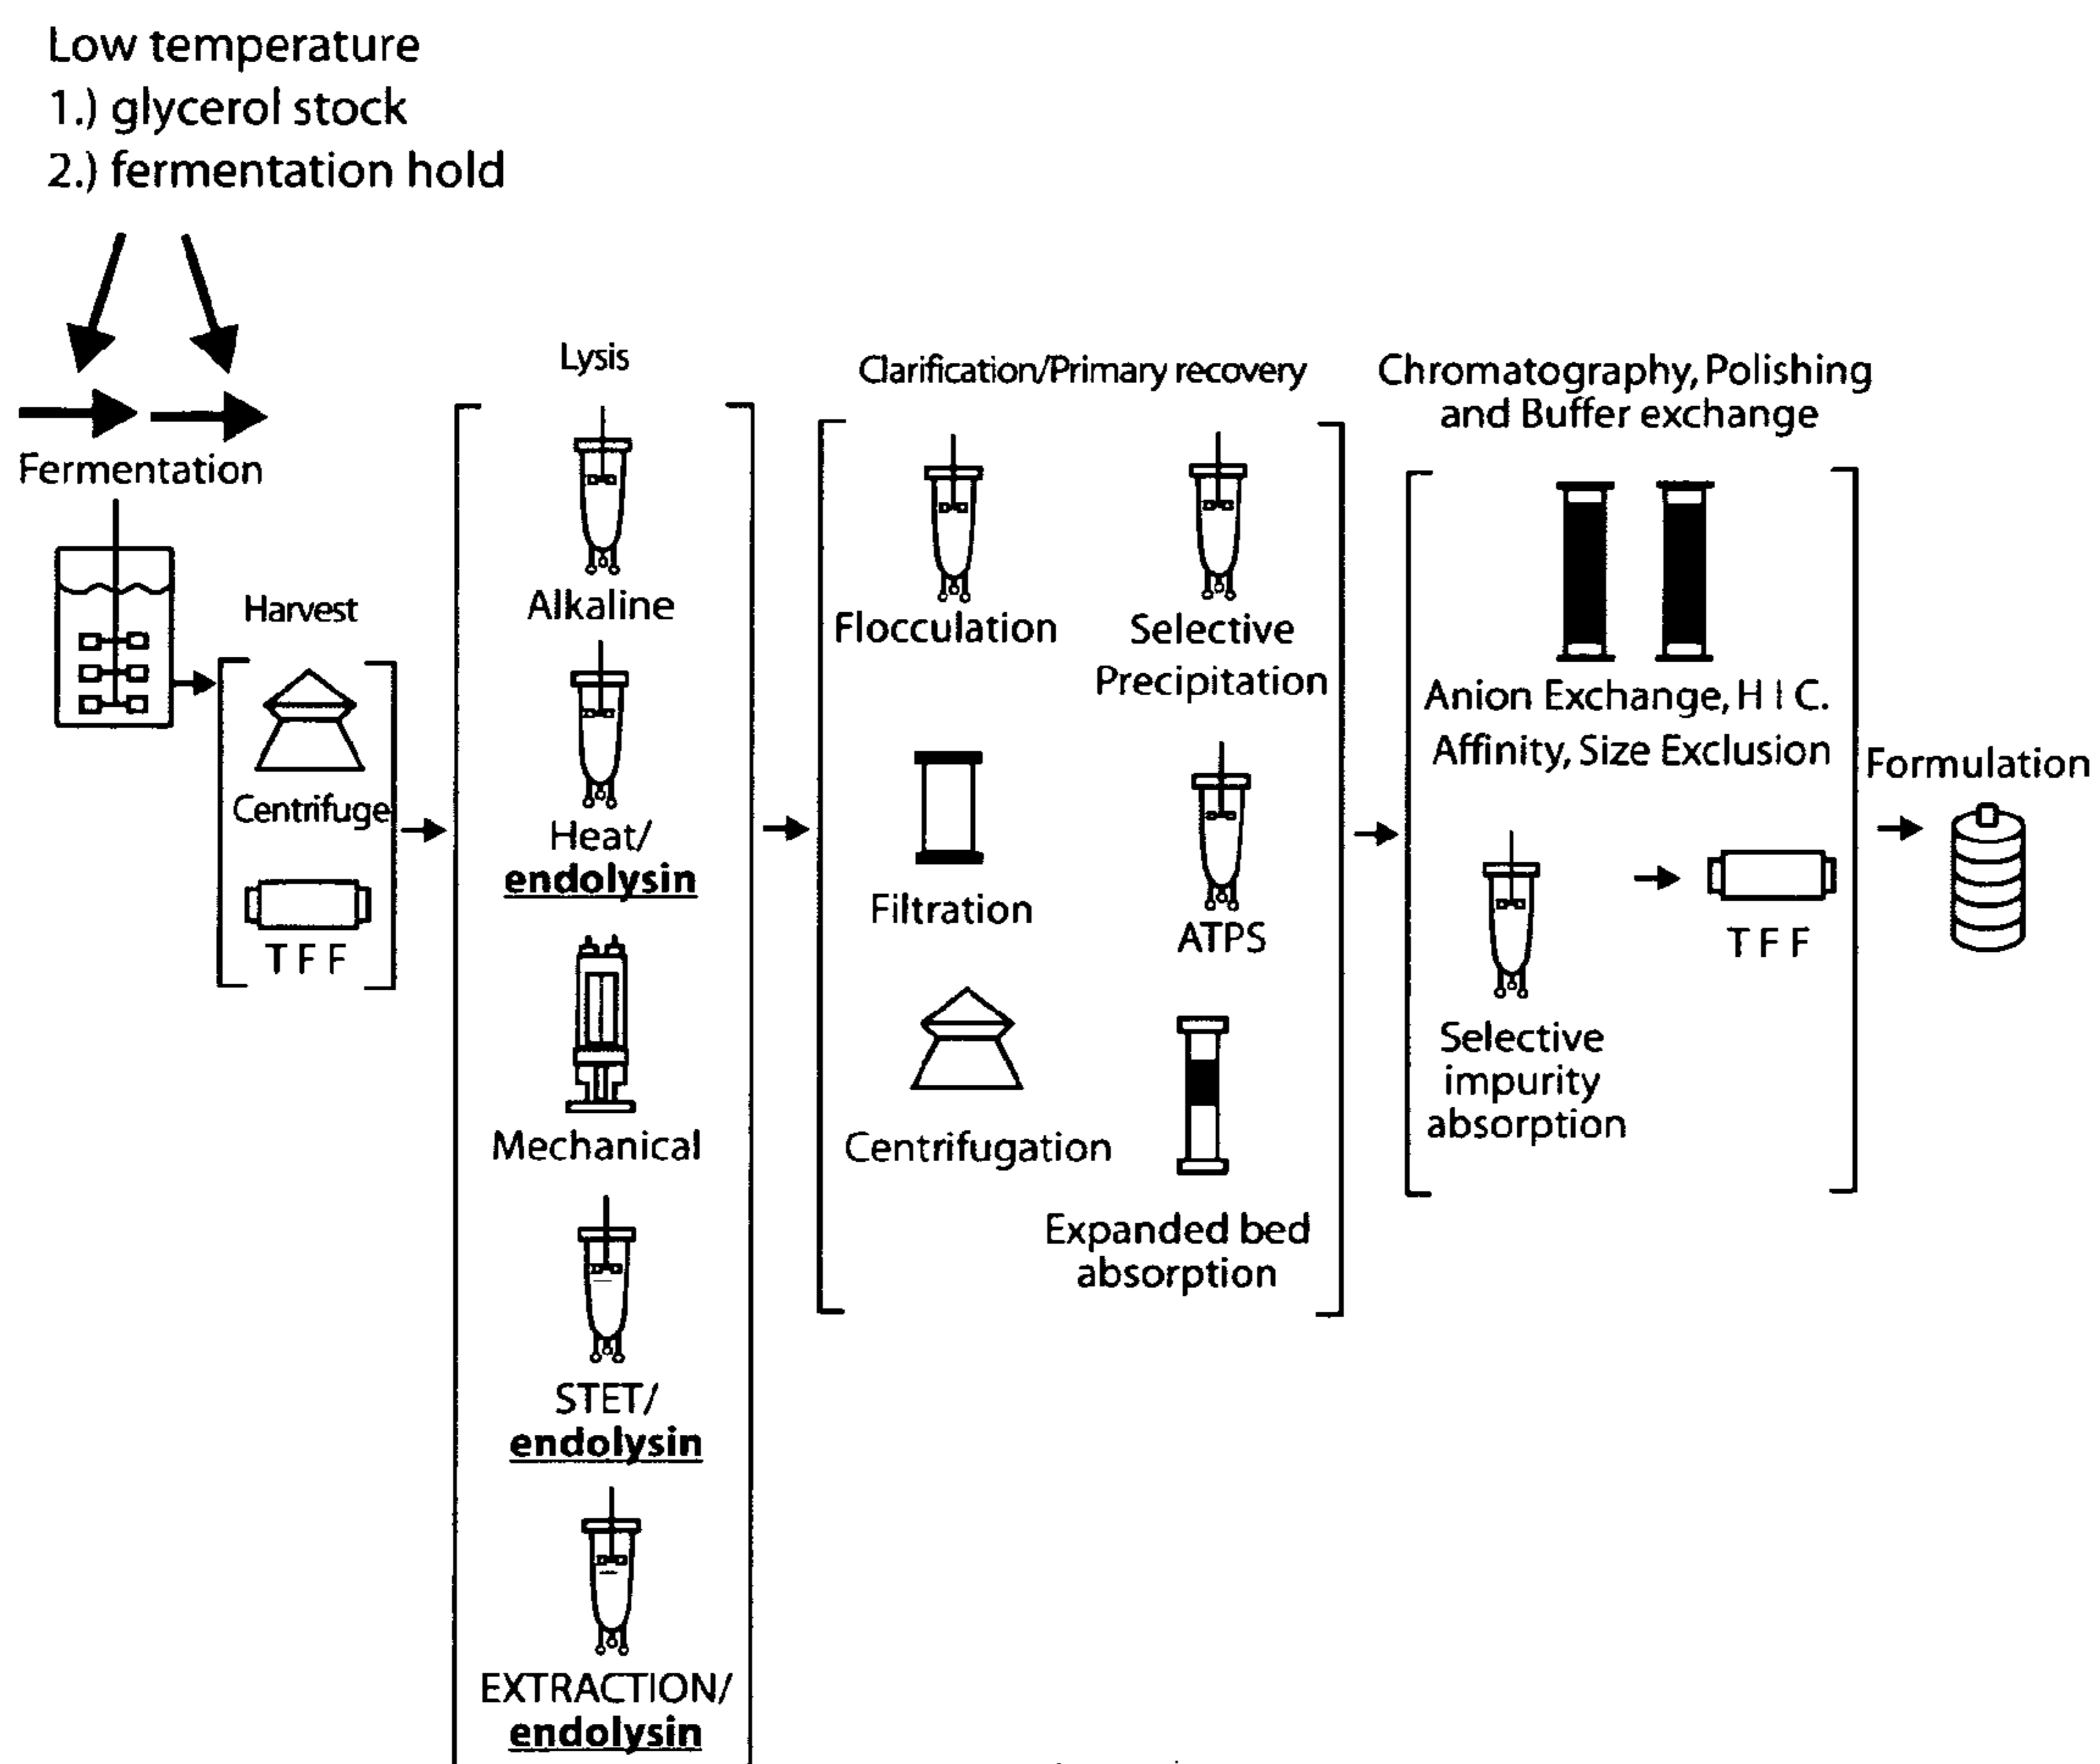 Low temperature
1.) glycerol stock
2.) fermentation hold
Fermentation
Harvest
Centrifuge
T F F
Lysis
Alkaline
Heat/
endolysin
Mechanical
STET/
endolysin
EXTRACTION/
endolysin
Clarification/Primary recovery
Flocculation
Selective
Precipitation
Filtration
ATPS
Centrifugation
Expanded bed
absorption
Chromatography, Polishing
and Buffer exchange
Anion Exchange, H I C.
Affinity, Size Exclusion
Selective
impurity
absorption
T F F
Formulation